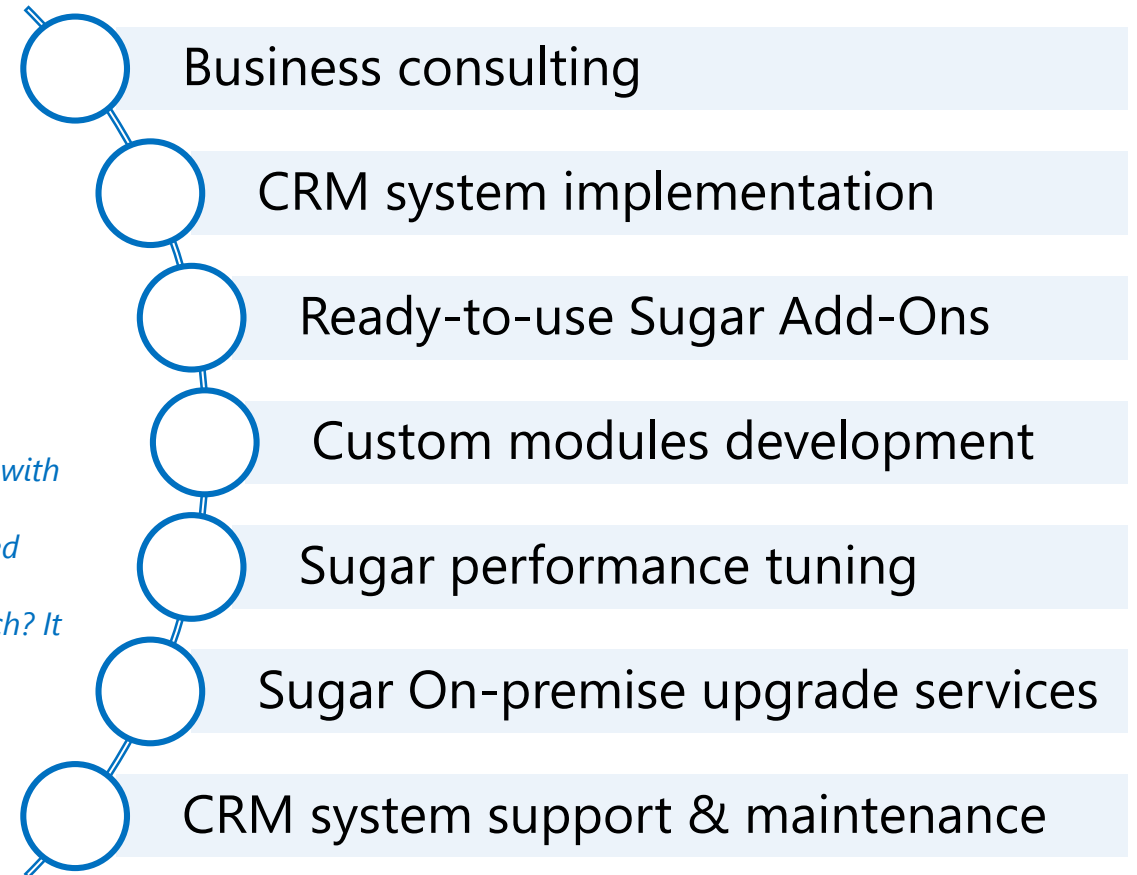 Business consulting
CRM system implementation
Ready-to-use Sugar Add-Ons
Custom modules development
with
Sugar performance tuning
It
Sugar On-premise upgrade services
CRM system support & maintenance